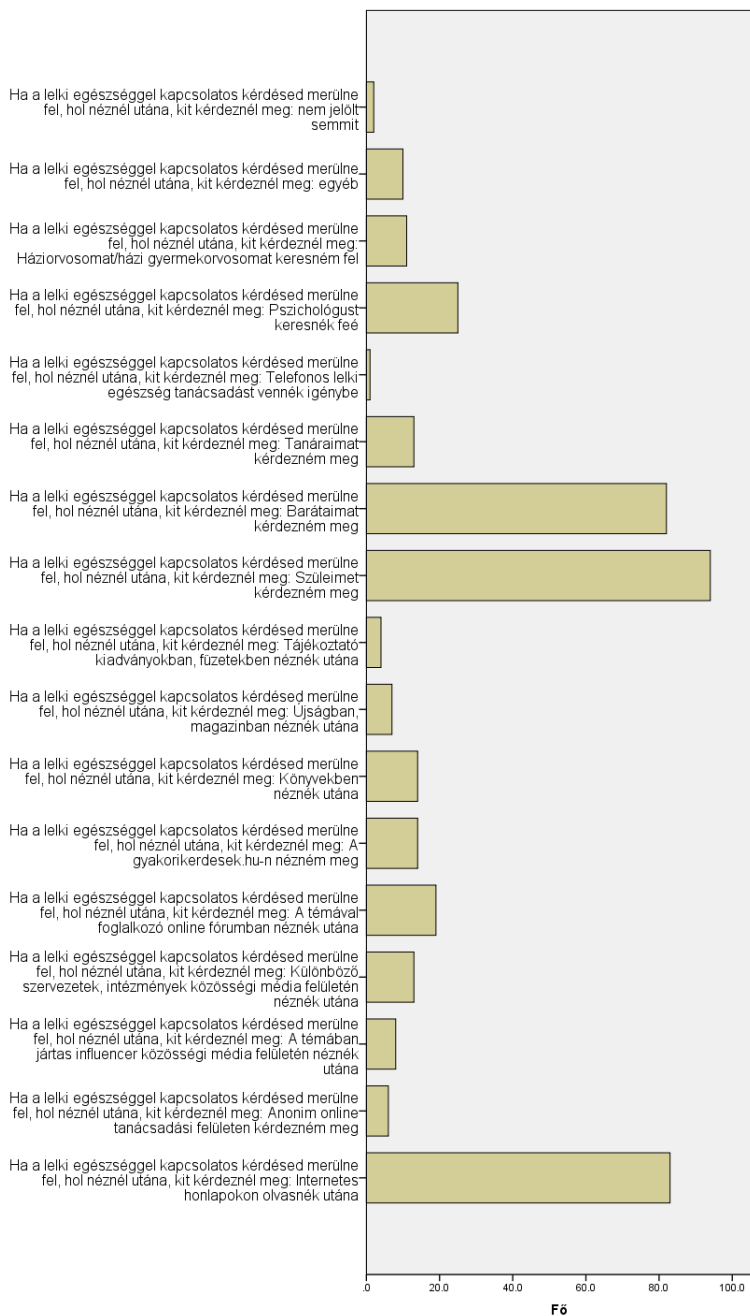 Ha a lelki egészséggel kapcsolatos kérdésed merülne
fel, hol néznél utána, kit kérdeznél meg: nem jelölt
semmit
Ha a lelki egészséggel kapcsolatos kérdésed merülne
fel, hol néznél utána, kit kérdeznél meg: egyéb
Ha a lelki egészséggel kapcsolatos kérdésed merülne
fel, hol néznél utána, kit kérdeznél meg:
Háziorvosomat/házi gyermekorvosomat keresném fel
Ha a lelki egészséggel kapcsolatos kérdésed merülne
fel, hol néznél utána, kit kérdeznél meg: Pszichológust
keresnék feé
Ha a lelki egészséggel kapcsolatos kérdésed merülne
fel, hol néznél utána, kit kérdeznél meg: Telefonos lelki
egészség tanácsadást vennék igénybe
Ha a lelki egészséggel kapcsolatos kérdésed merülne
fel, hol néznél utána, kit kérdeznél meg: Tanáraimat
kérdezném meg
Ha a lelki egészséggel kapcsolatos kérdésed merülne
fel, hol néznél utána, kit kérdeznél meg: Barátaimat
kérdezném meg
Ha a lelki egészséggel kapcsolatos kérdésed merülne
fel, hol néznél utána, kit kérdeznél meg: Szüleimet
kérdezném meg
Ha a lelki egészséggel kapcsolatos kérdésed merülne
fel, hol néznél utána, kit kérdeznél meg: Tájékoztató
kiadványokban, füzetekben néznék utána
Ha a lelki egészséggel kapcsolatos kérdésed merülne
fel, hol néznél utána, kit kérdeznél meg: Újságban,
magazinban néznék utána
Ha a lelki egészséggel kapcsolatos kérdésed merülne
fel, hol néznél utána, kit kérdeznél meg: Könyvekben
néznék utána
Ha a lelki egészséggel kapcsolatos kérdésed merülne
fel, hol néznél utána, kit kérdeznél meg: A
gyakorikerdesek.hu-n nézném meg
Ha a lelki egészséggel kapcsolatos kérdésed merülne
fel, hol néznél utána, kit kérdeznél meg: A témával
foglalkozó online fórumban néznék utána
Ha a lelki egészséggel kapcsolatos kérdésed merülne
fel, hol néznél utána, kit kérdeznél meg: Különböző
szervezetek, intézmények közösségi média felületén
néznék utána
Ha a lelki egészséggel kapcsolatos kérdésed merülne
fel, hol néznél utána, kit kérdeznél meg: A témában
jártas influencer közösségi média felületén néznék
utána
Ha a lelki egészséggel kapcsolatos kérdésed merülne
fel, hol néznél utána, kit kérdeznél meg: Anonim online
tanácsadási felületen kérdezném meg
Ha a lelki egészséggel kapcsolatos kérdésed merülne
fel, hol néznél utána, kit kérdeznél meg: Internetes
honlapokon olvasnék utána
.0 20.0 40.0 60.0 80.0 100.0
Fő